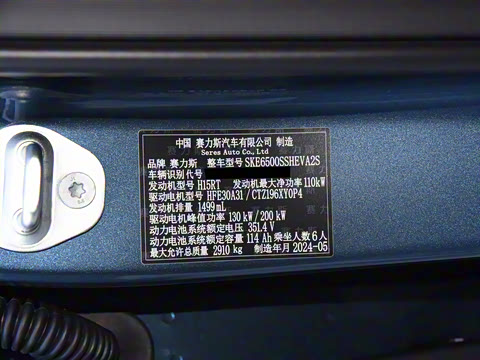 中国 赛力斯汽车有限公司 制造
Seres Auto Co., Ltd
品牌 赛力斯 整车型号 SKE6500SSHEVA2S
车辆识别代号
发动机型号 H15RT 发动机最大净功率 110kW
驱动电机型号 HFE30A31 / CTZ196XY0P4
发动机排量 1499 mL
驱动电机峰值功率 130 kW / 200 kW
动力电池系统额定电压 351.4 V
动力电池系统额定容量 114 Ah 乘坐人数 6 人
最大允许总质量 2910 kg 制造年月 2024-05